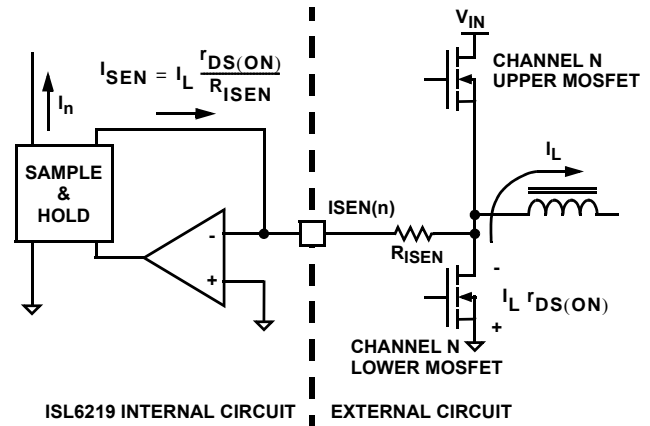 V_IN
CHANNEL N
UPPER MOSFET
I_SEN = I_L r_DS(ON) / R_ISEN
I_n
SAMPLE
&
HOLD
I_L
ISEN(n)
R_ISEN
-
+
-
I_L r_DS(ON)
+
CHANNEL N
LOWER MOSFET
ISL6219 INTERNAL CIRCUIT
EXTERNAL CIRCUIT